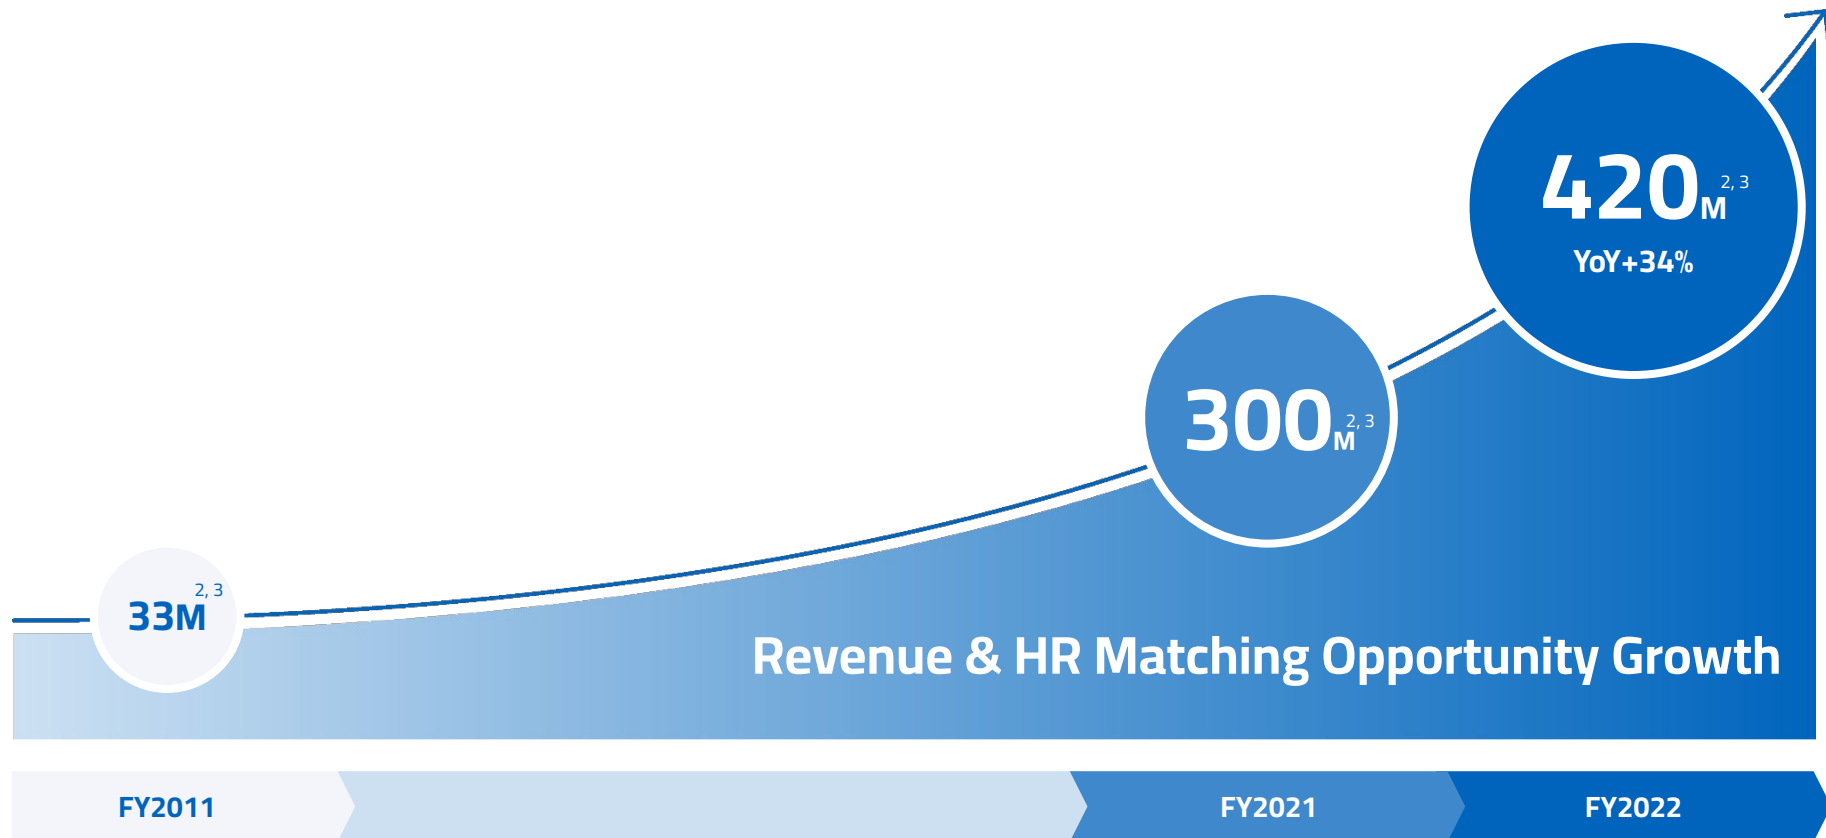 420M 2, 3
YoY+34%
300M 2, 3
33M 2, 3
Revenue & HR Matching Opportunity Growth
FY2011
FY2021
FY2022